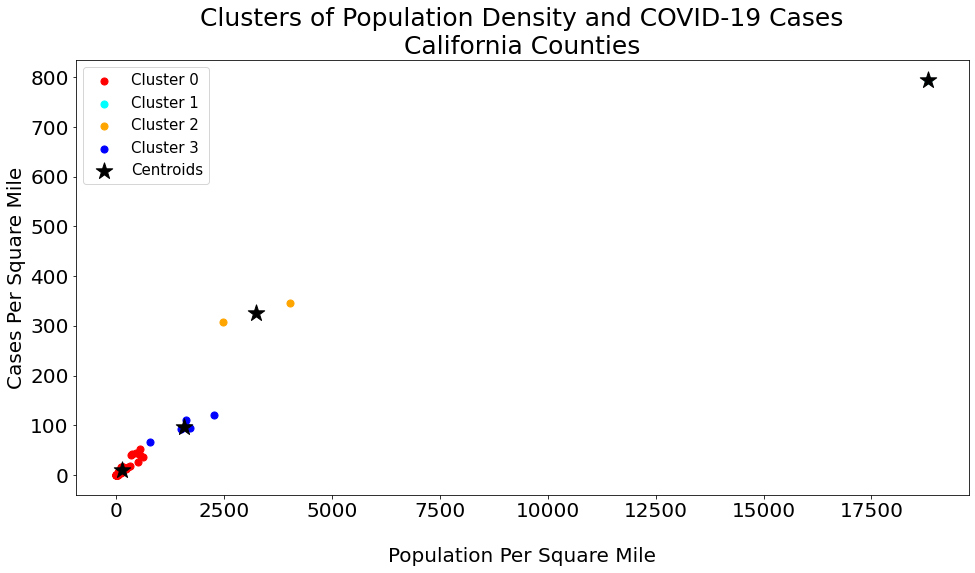 Clusters of Population Density and COVID-19 Cases
California Counties
Cluster 0
Cluster 1
Cluster 2
Cluster 3
Centroids
Cases Per Square Mile
800
700
600
500
400
300
200
100
0
0 2500 5000 7500 10000 12500 15000 17500
Population Per Square Mile